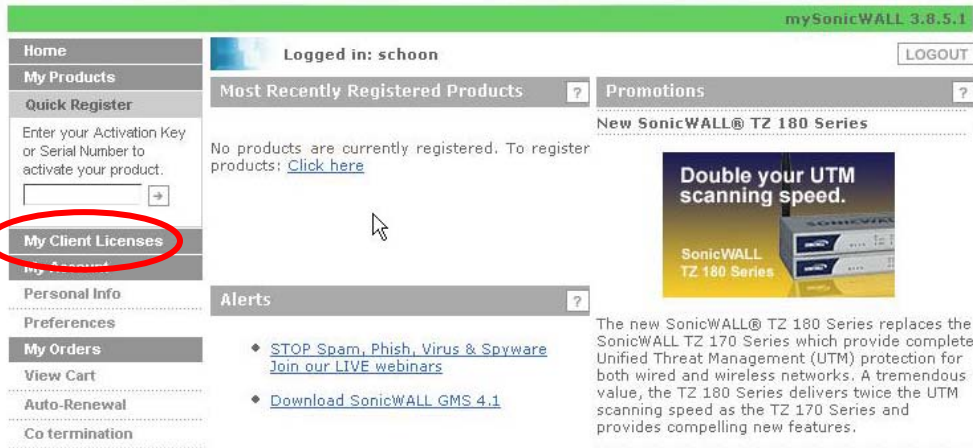 mySonicWALL 3.8.5.1
Home
My Products
Quick Register
Enter your Activation Key
or Serial Number to
activate your product.
My Client Licenses
My Account
Personal Info
Preferences
My Orders
View Cart
Auto-Renewal
Co termination
Logged in: schoon
LOGOUT
Most Recently Registered Products ?
No products are currently registered. To register
products: Click here
Alerts ?
STOP Spam, Phish, Virus & Spyware
Join our LIVE webinars
Download SonicWALL GMS 4.1
Promotions ?
New SonicWALL® TZ 180 Series
Double your UTM
scanning speed.
SonicWALL
TZ 180 Series
The new SonicWALL® TZ 180 Series replaces the
SonicWALL TZ 170 Series which provide complete
Unified Threat Management (UTM) protection for
both wired and wireless networks. A tremendous
value, the TZ 180 Series delivers twice the UTM
scanning speed as the TZ 170 Series and
provides compelling new features.